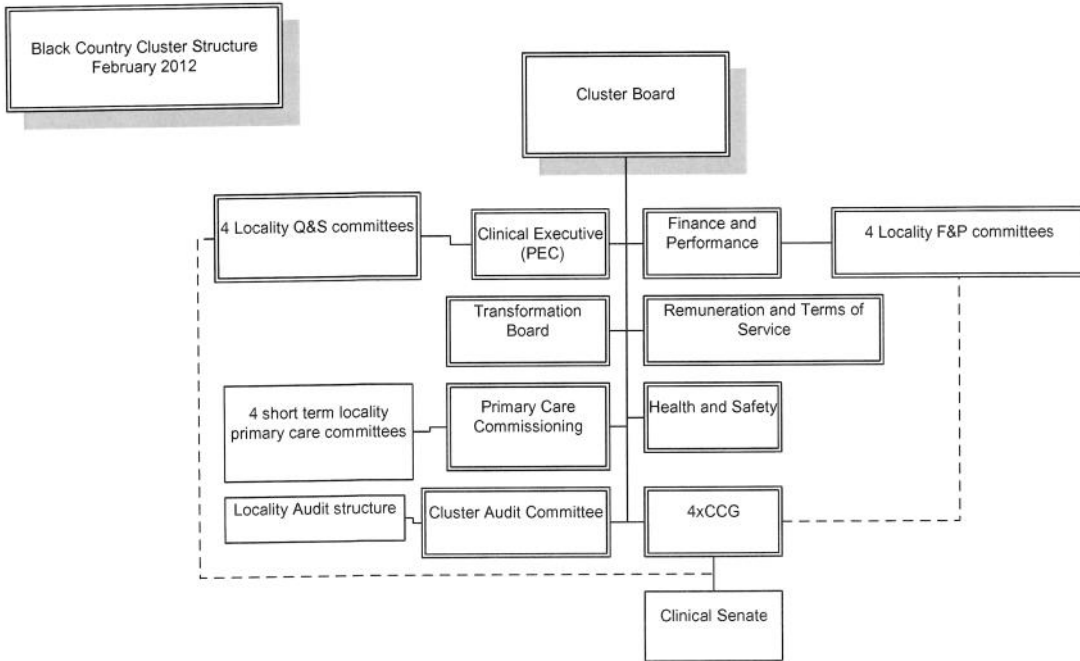 Black Country Cluster Structure
February 2012
Cluster Board
4 Locality Q&S committees
Clinical Executive
(PEC)
Finance and
Performance
4 Locality F&P committees
Transformation
Board
Remuneration and Terms of
Service
4 short term locality
primary care committees
Primary Care
Commissioning
Health and Safety
Locality Audit structure
Cluster Audit Committee
4xCCG
Clinical Senate